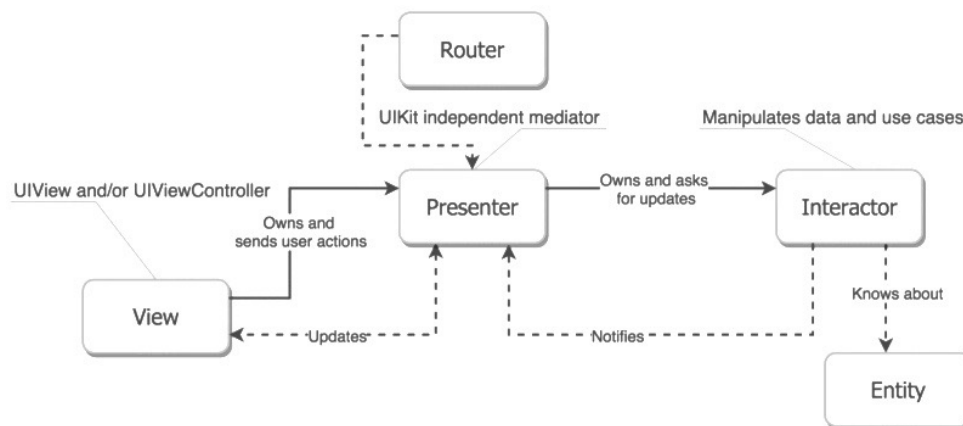 Router
UIKit independent mediator
Manipulates data and use cases
UIView and/or UIViewController
Owns and
sends user actions
Presenter
Owns and asks
for updates
Interactor
View
Updates
Notifies
Knows about
Entity